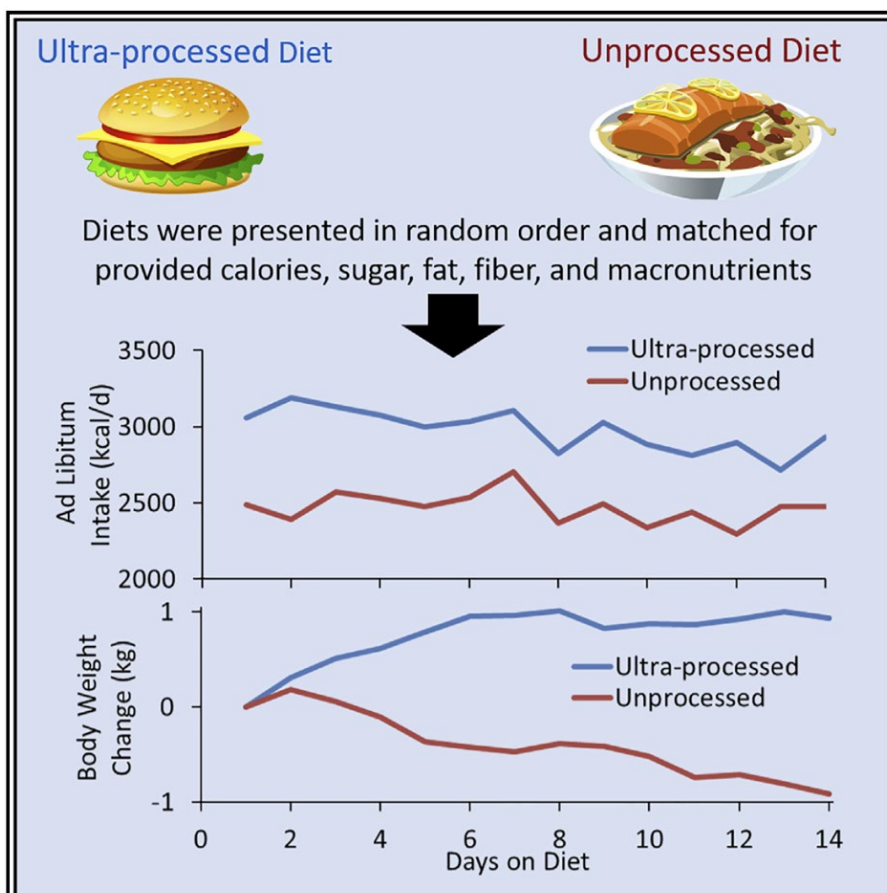 Ultra-processed Diet
Unprocessed Diet
Diets were presented in random order and matched for
provided calories, sugar, fat, fiber, and macronutrients
3500
3000
2500
2000
Ad Libitum
Intake (kcal/d)
Ultra-processed
Unprocessed
1
0
-1
Body Weight
Change (kg)
Ultra-processed
Unprocessed
0 2 4 6 8 10 12 14
Days on Diet